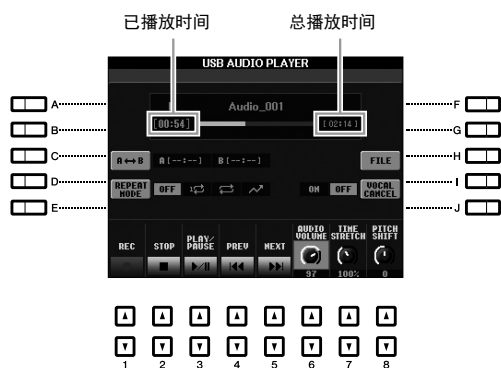 已播放时间 总播放时间
USB AUDIO PLAYER
Audio_001
[00:54] [02:14]
A
B
C
D
E
F
G
H
I
J
A↔B A[--:--] B[--:--] FILE
REPEAT MODE OFF 1 ON OFF VOCAL CANCEL
REC STOP PLAY/PAUSE PREV NEXT AUDIO VOLUME TIME STRETCH PITCH SHIFT
97 100% 0
1 2 3 4 5 6 7 8